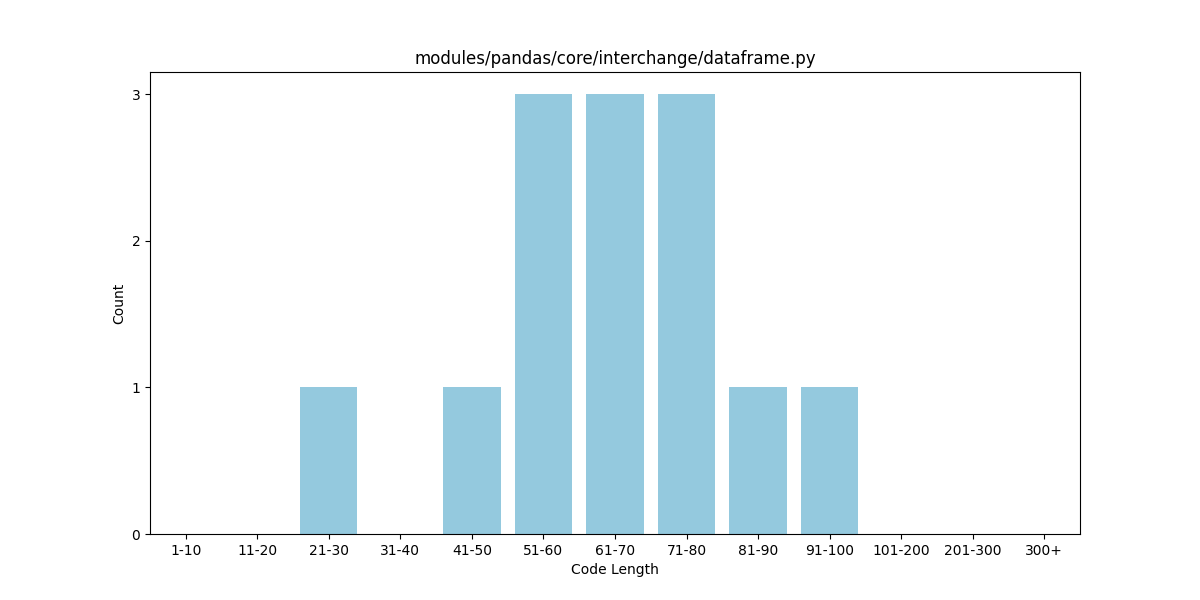 modules/pandas/core/interchange/dataframe.py
3
2
1
0
Count
1-10 11-20 21-30 31-40 41-50 51-60 61-70 71-80 81-90 91-100 101-200 201-300 300+
Code Length